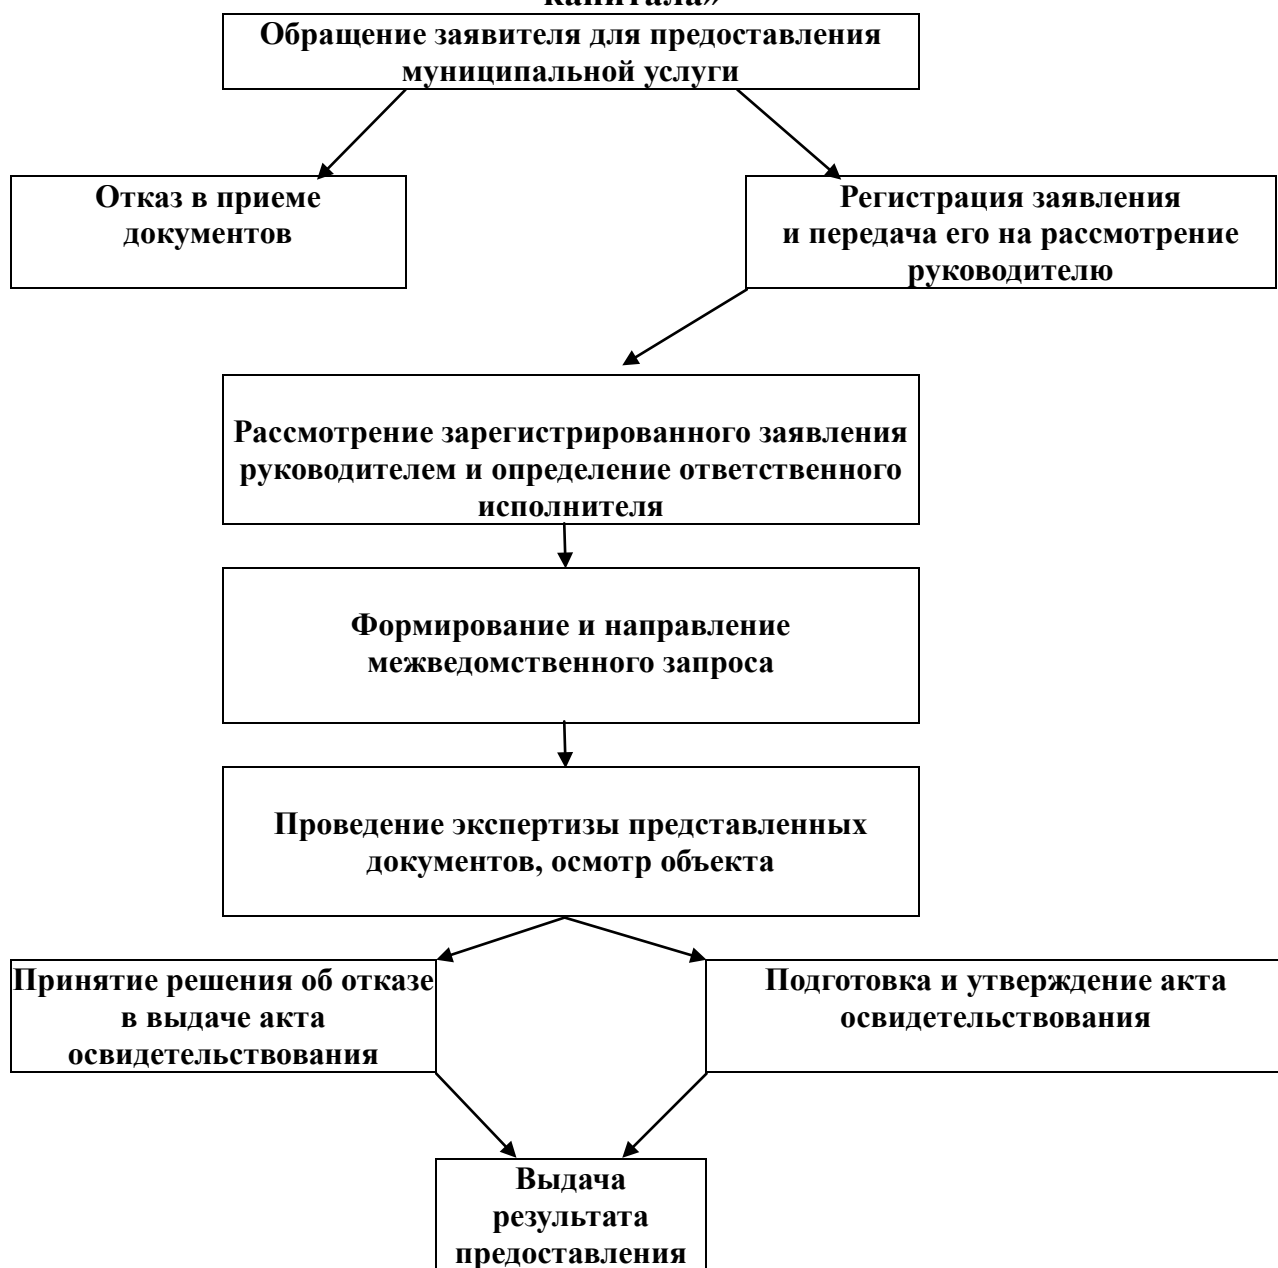 капитала»
Обращение заявителя для предоставления
муниципальной услуги
Отказ в приеме
документов
Регистрация заявления
и передача его на рассмотрение
руководителю
Рассмотрение зарегистрированного заявления
руководителем и определение ответственного
исполнителя
Формирование и направление
межведомственного запроса
Проведение экспертизы представленных
документов, осмотр объекта
Принятие решения об отказе
в выдаче акта
освидетельствования
Подготовка и утверждение акта
освидетельствования
Выдача
результата
предоставления